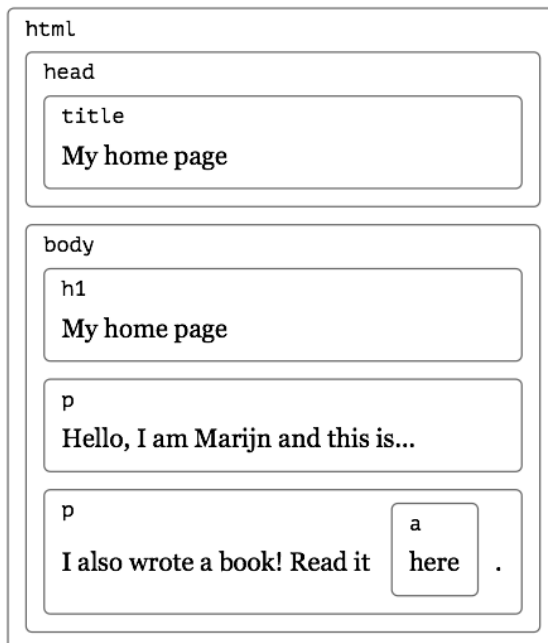 html
head
title
My home page
body
h1
My home page
p
Hello, I am Marijn and this is...
p
a
I also wrote a book! Read it here .